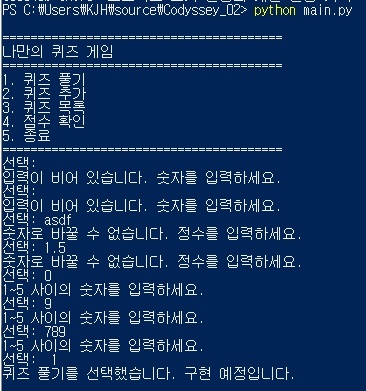 PS C:\Users\KJH\source\Codyssey_02> python main.py
========================================
나만의 퀴즈 게임
========================================
1. 퀴즈 풀기
2. 퀴즈 추가
3. 퀴즈 목록
4. 점수 확인
5. 종료
========================================
선택:
입력이 비어 있습니다. 숫자를 입력하세요.
선택:
입력이 비어 있습니다. 숫자를 입력하세요.
선택: asdf
숫자로 바꿀 수 없습니다. 정수를 입력하세요.
선택: 1.5
숫자로 바꿀 수 없습니다. 정수를 입력하세요.
선택: 0
1~5 사이의 숫자를 입력하세요.
선택: 9
1~5 사이의 숫자를 입력하세요.
선택: 789
1~5 사이의 숫자를 입력하세요.
선택:  1
퀴즈 풀기를 선택했습니다. 구현 예정입니다.